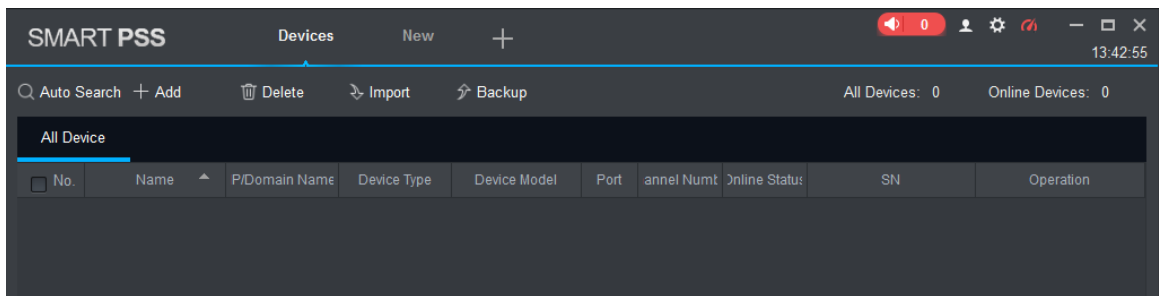 SMART PSS Devices New 0
13:42:55
Auto Search Add Delete Import Backup All Devices: 0 Online Devices: 0
All Device
No. Name P/Domain Name Device Type Device Model Port annel Numb Online Status SN Operation